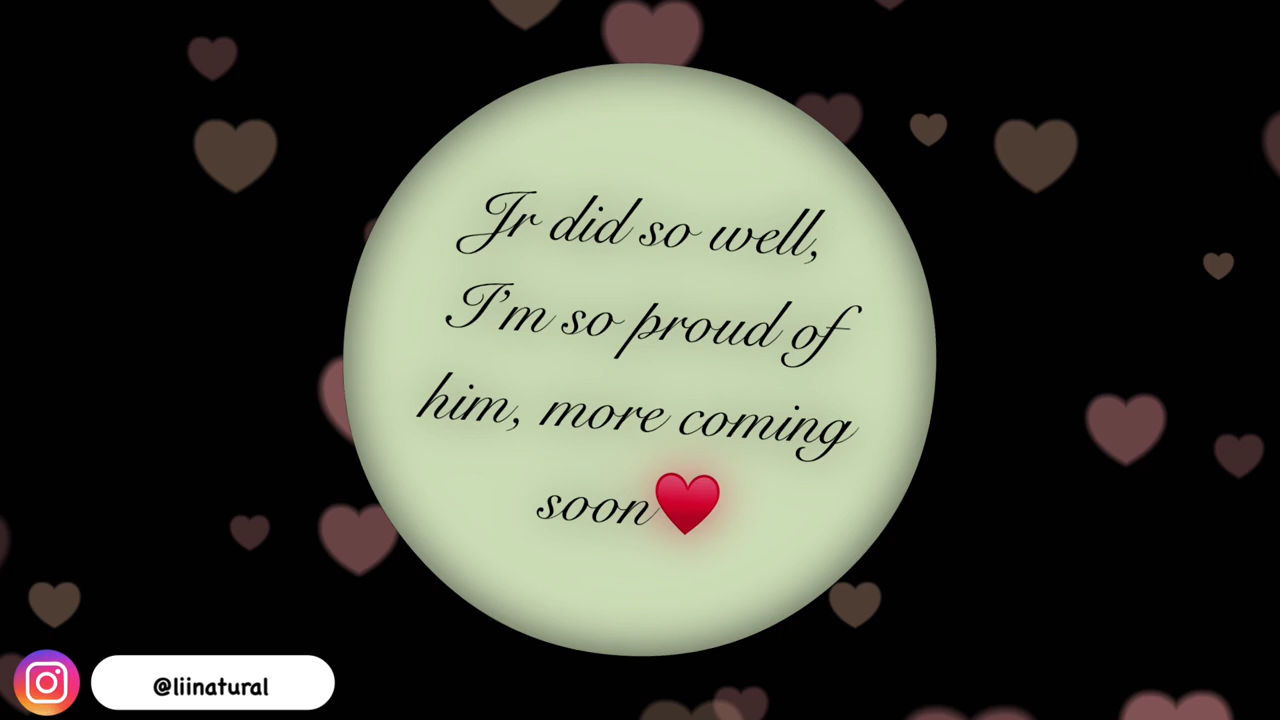 Jr did so well,
I'm so proud of
him, more coming
soon♥️
@liinatural